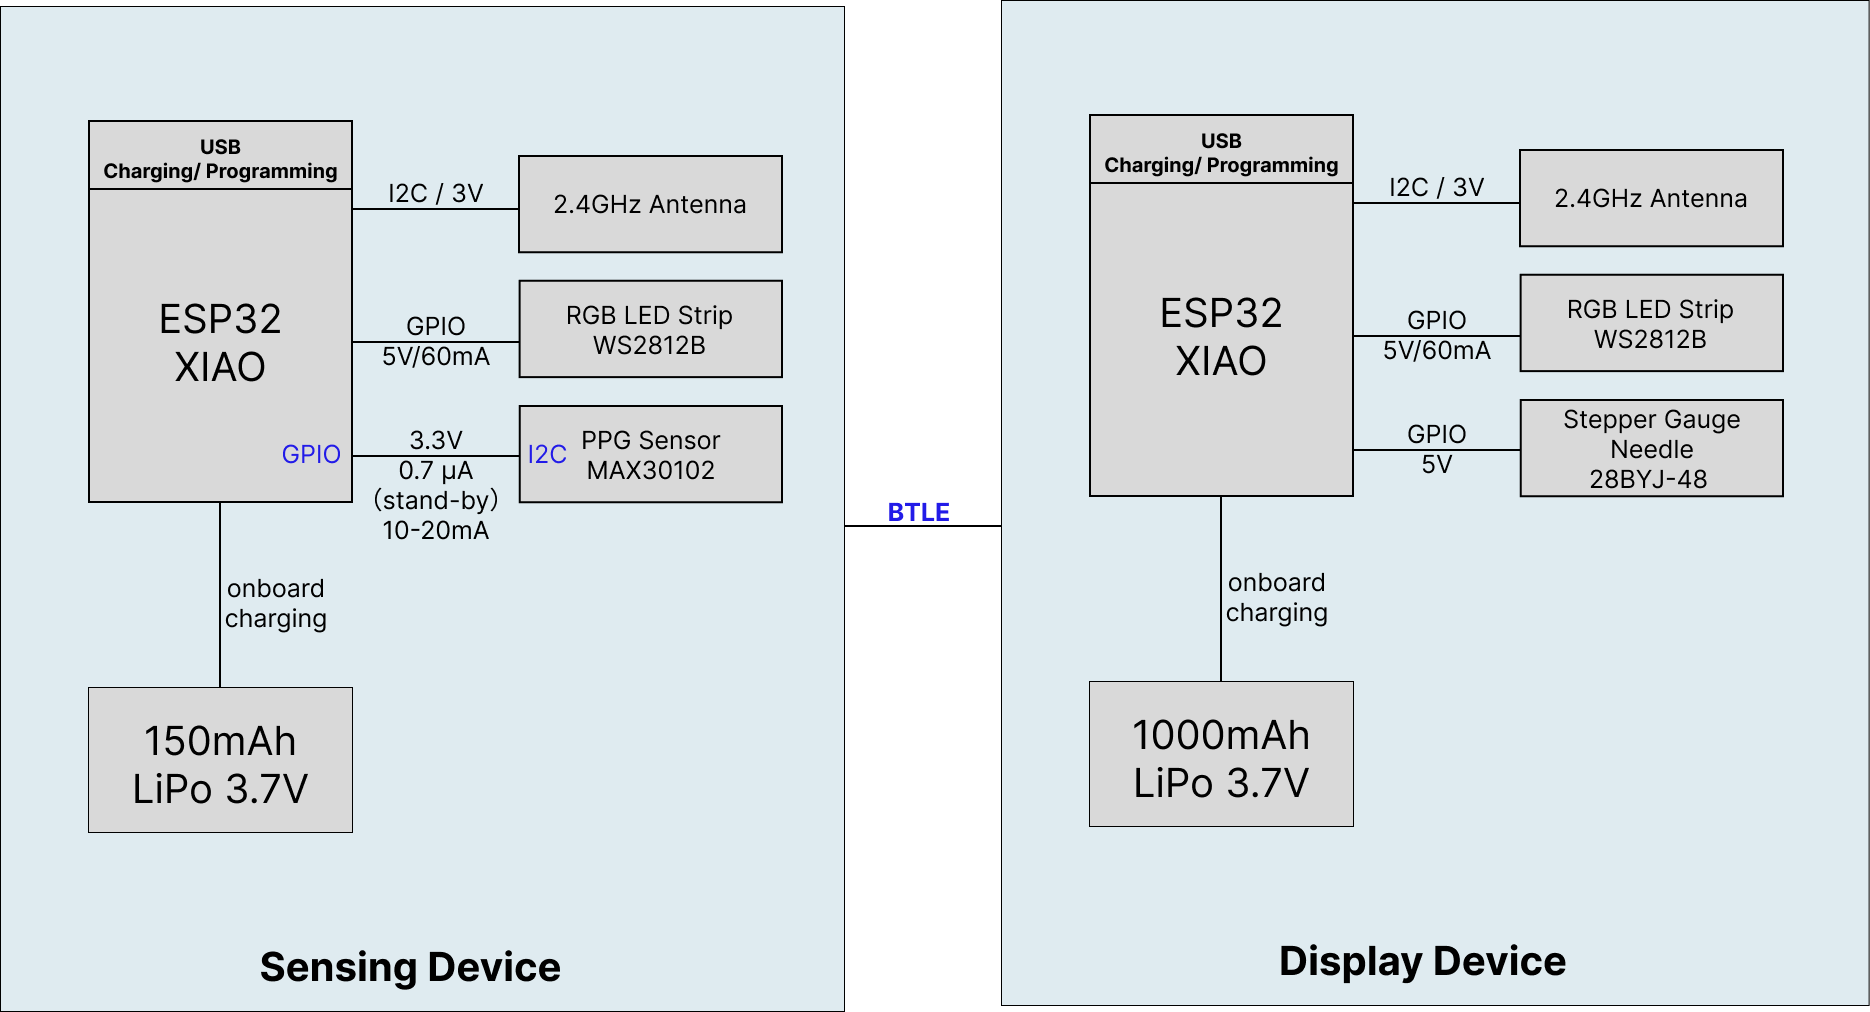 USB
Charging/ Programming
ESP32
XIAO
I2C / 3V
2.4GHz Antenna
GPIO
5V/60mA
RGB LED Strip
WS2812B
GPIO
3.3V
0.7 µA
(stand-by)
10-20mA
I2C
PPG Sensor
MAX30102
onboard
charging
150mAh
LiPo 3.7V
Sensing Device
BTLE
USB
Charging/ Programming
ESP32
XIAO
I2C / 3V
2.4GHz Antenna
GPIO
5V/60mA
RGB LED Strip
WS2812B
GPIO
5V
Stepper Gauge
Needle
28BYJ-48
onboard
charging
1000mAh
LiPo 3.7V
Display Device